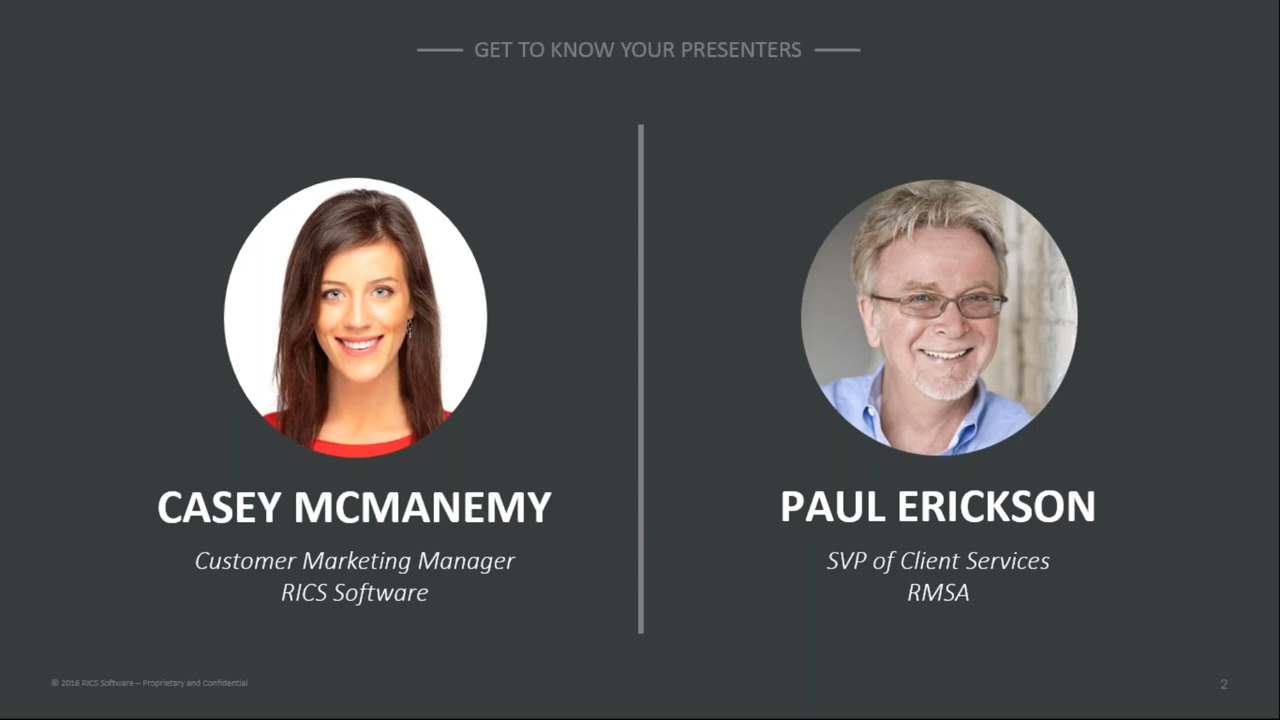 GET TO KNOW YOUR PRESENTERS
CASEY MCMANEMY
Customer Marketing Manager
RICS Software
PAUL ERICKSON
SVP of Client Services
RMSA
© 2016 RICS Software – Proprietary and Confidential
2